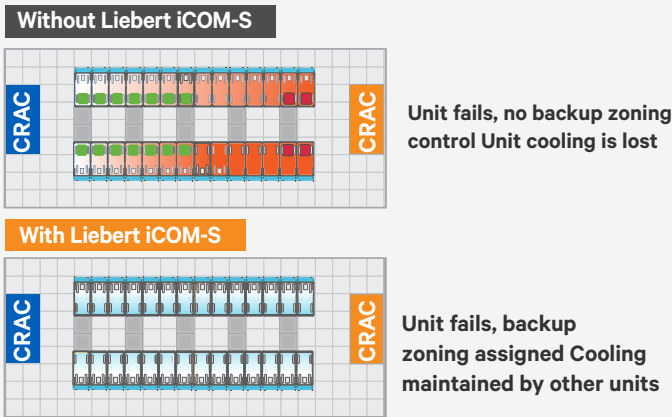 Without Liebert iCOM-S
CRAC
CRAC
Unit fails, no backup zoning
control Unit cooling is lost
With Liebert iCOM-S
CRAC
CRAC
Unit fails, backup
zoning assigned Cooling
maintained by other units